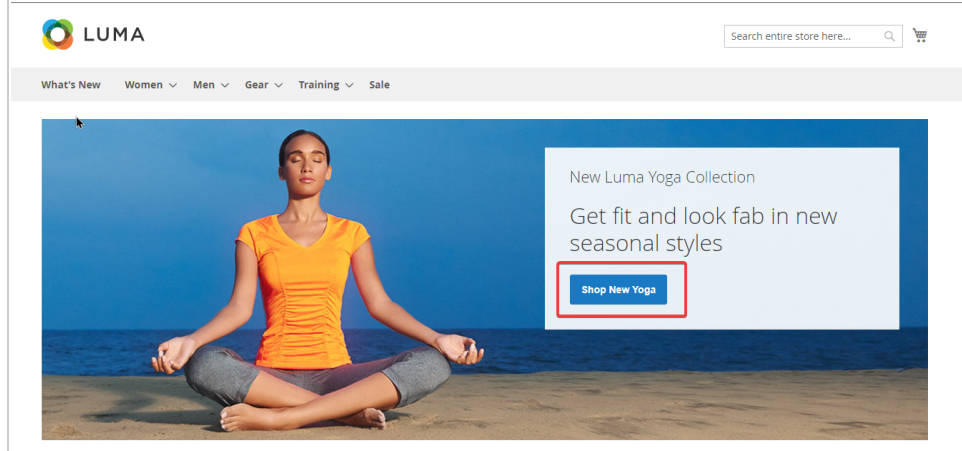 LUMA
Search entire store here...
What's New Women Men Gear Training Sale
New Luma Yoga Collection
Get fit and look fab in new
seasonal styles
Shop New Yoga